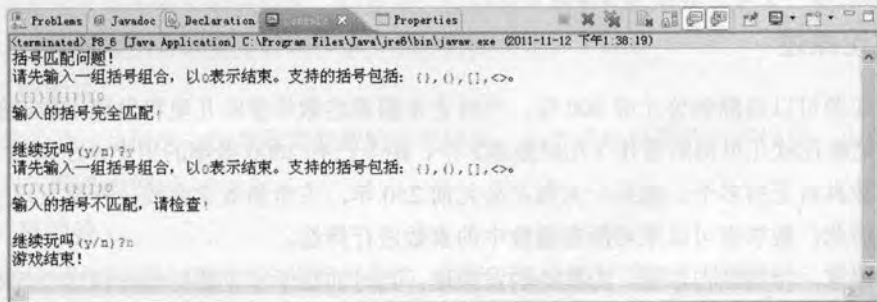 Problems @ Javadoc Declaration Console Properties
<terminated> P8_6 [Java Application] C:\Program Files\Java\jre6\bin\javaw.exe (2011-11-12 下午1:38:19)
括号匹配问题!
请先输入一组括号组合，以0表示结束。支持的括号包括: {},(),[],<>。
输入的括号完全匹配!
继续玩吗(y/n)?y
请先输入一组括号组合，以0表示结束。支持的括号包括: {},(),[],<>。
输入的括号不匹配，请检查!
继续玩吗(y/n)?n
游戏结束!